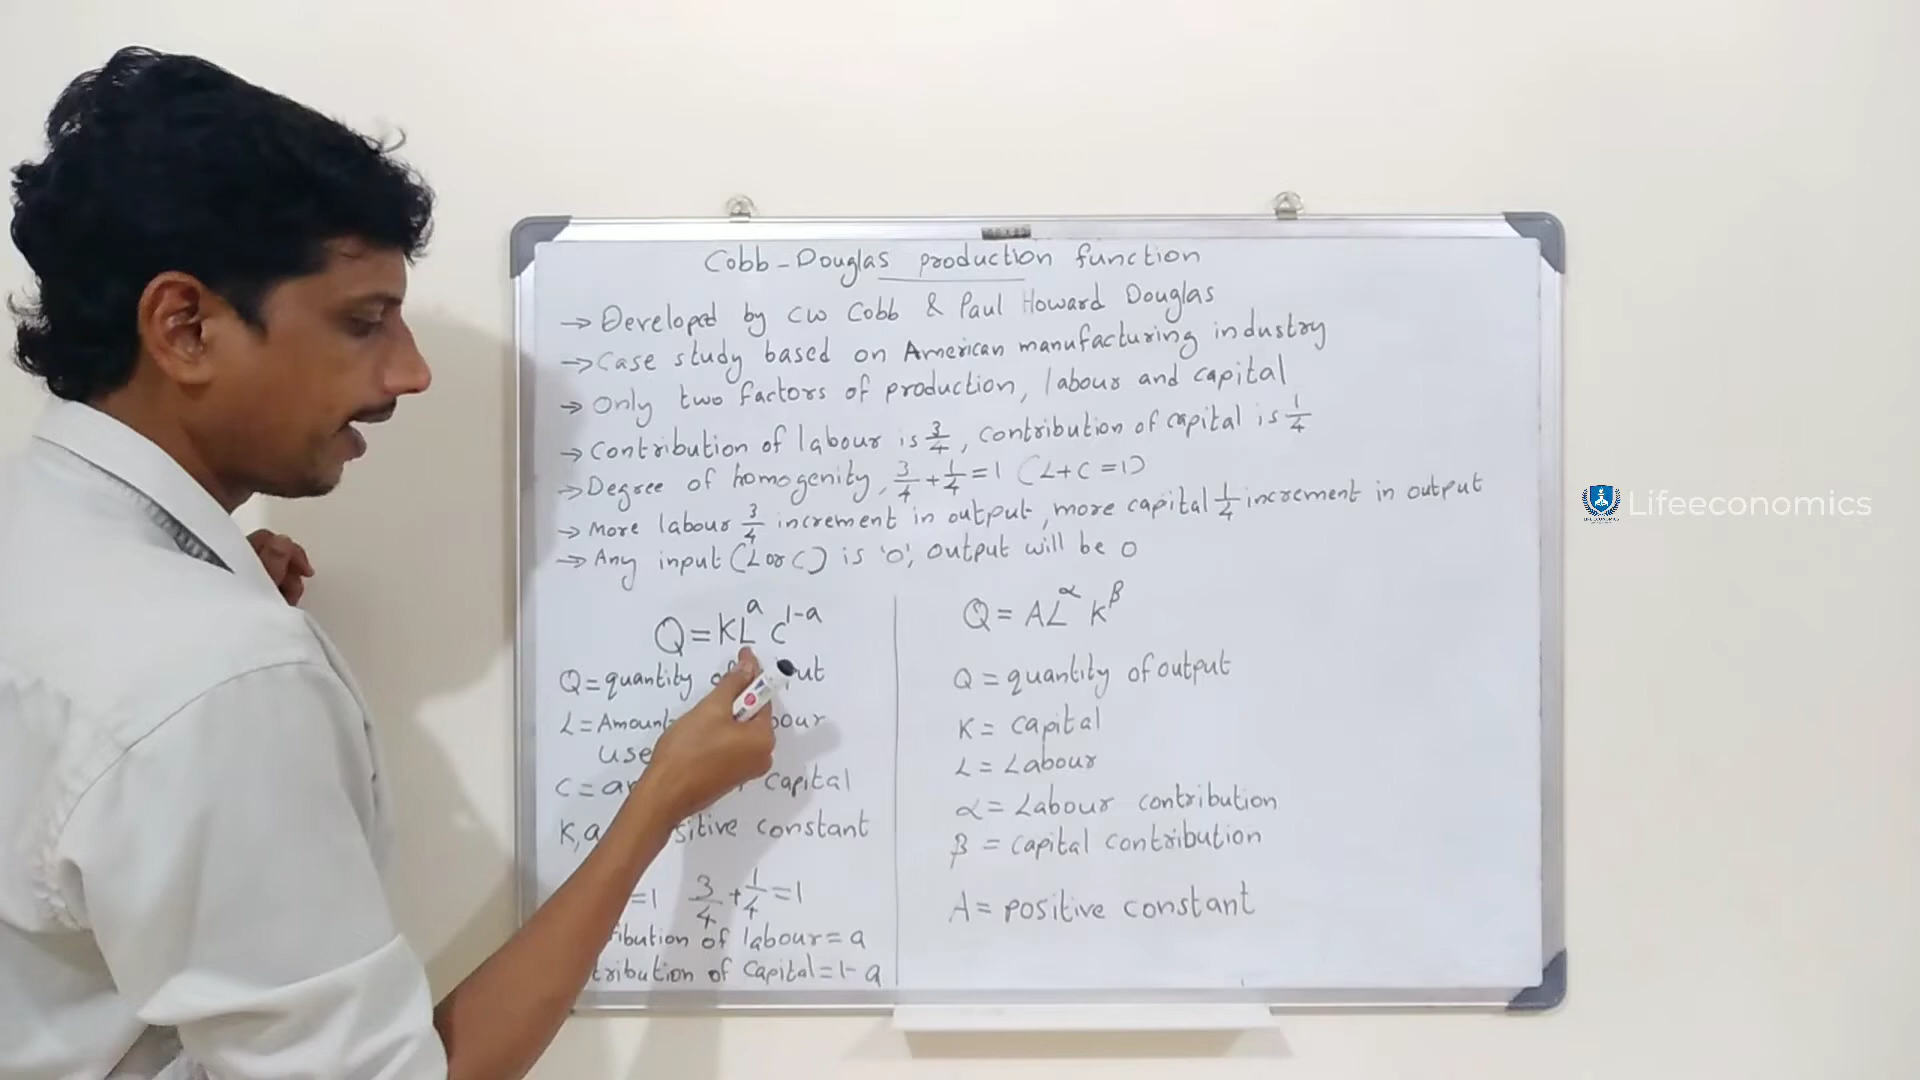 Cobb-Douglas production function
→ Developed by CW Cobb & Paul Howard Douglas
→ Case study based on American manufacturing industry
→ Only two factors of production, labour and capital
→ Contribution of labour is 3/4, contribution of capital is 1/4
→ Degree of homogenity, 3/4 + 1/4 = 1 (L+C=1)
→ More labour 3/4 increment in output, more capital 1/4 increment in output
→ Any input (L or C) is '0', output will be 0
Q = KL^a C^1-a
Q = quantity
L = Amount
use
C = capital
K, a positive constant
=1 3/4 + 1/4 = 1
of labour = a
of capital = 1-a
Q = AL^α K^β
Q = quantity of output
K = capital
L = Labour
α = Labour contribution
β = capital contribution
A = positive constant
Lifeeconomics